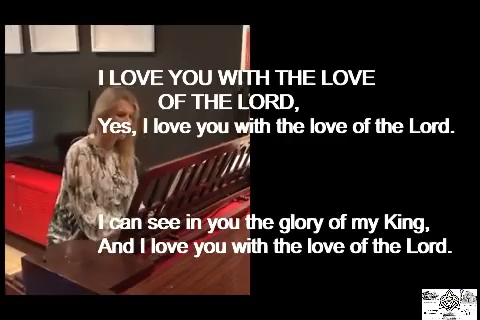 I LOVE YOU WITH THE LOVE
OF THE LORD,
Yes, I love you with the love of the Lord.
I can see in you the glory of my King,
And I love you with the love of the Lord.